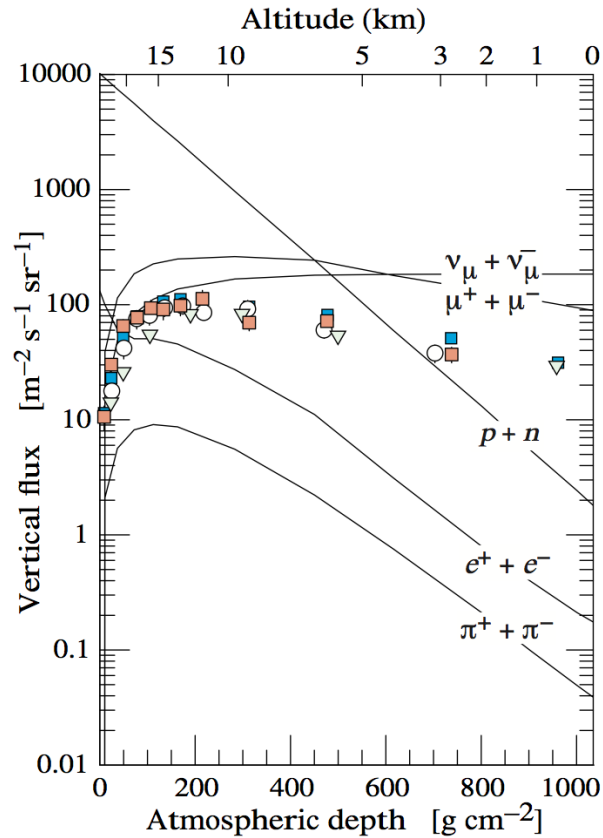 Altitude (km)
15 10 5 3 2 1 0
10000
1000
100
10
1
0.1
0.01
Vertical flux [m⁻² s⁻¹ sr⁻¹]
νμ + ν̄μ
μ⁺ + μ⁻
p + n
e⁺ + e⁻
π⁺ + π⁻
0 200 400 600 800 1000
Atmospheric depth [g cm⁻²]